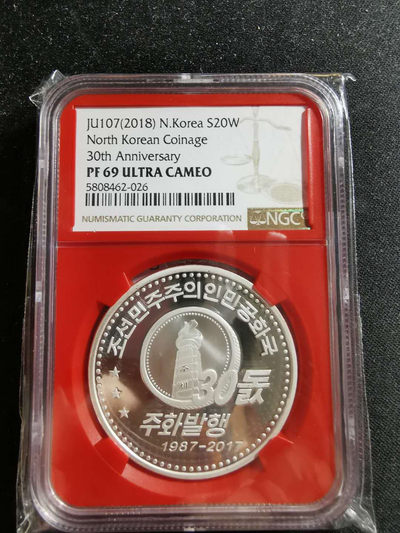 JU107(2018) N.Korea S20W
North Korean Coinage
30th Anniversary
PF 69 ULTRA CAMEO
5808462-026
NUMISMATIC GUARANTY CORPORATION
NGC
조선민주주의인민공화국
30돐
주화발행
1987-2017